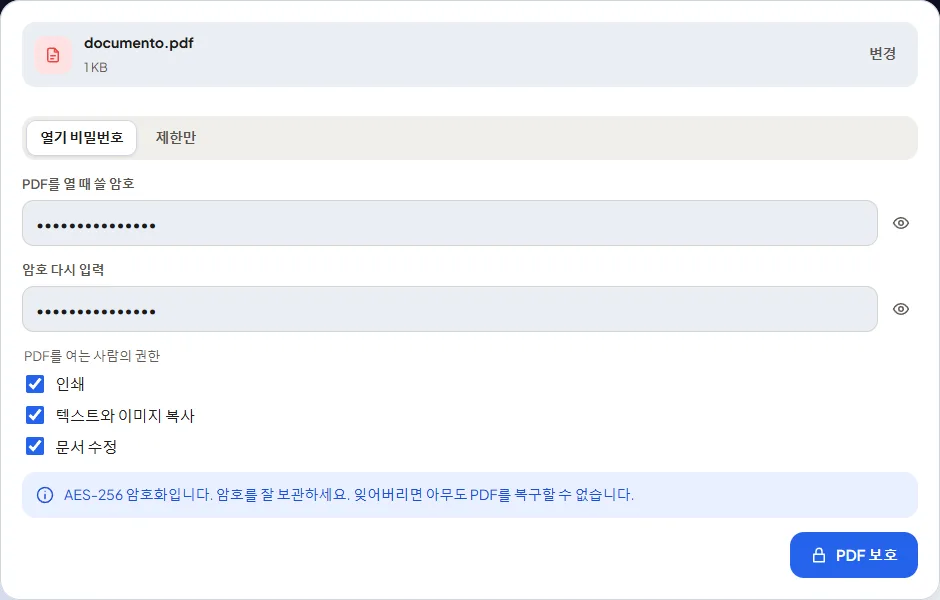 documento.pdf
1 KB
변경
열기 비밀번호
제한만
PDF를 열 때 쓸 암호
•••••••••••••••
암호 다시 입력
•••••••••••••••
PDF를 여는 사람의 권한
인쇄
텍스트와 이미지 복사
문서 수정
AES-256 암호화입니다. 암호를 잘 보관하세요. 잊어버리면 아무도 PDF를 복구할 수 없습니다.
PDF 보호